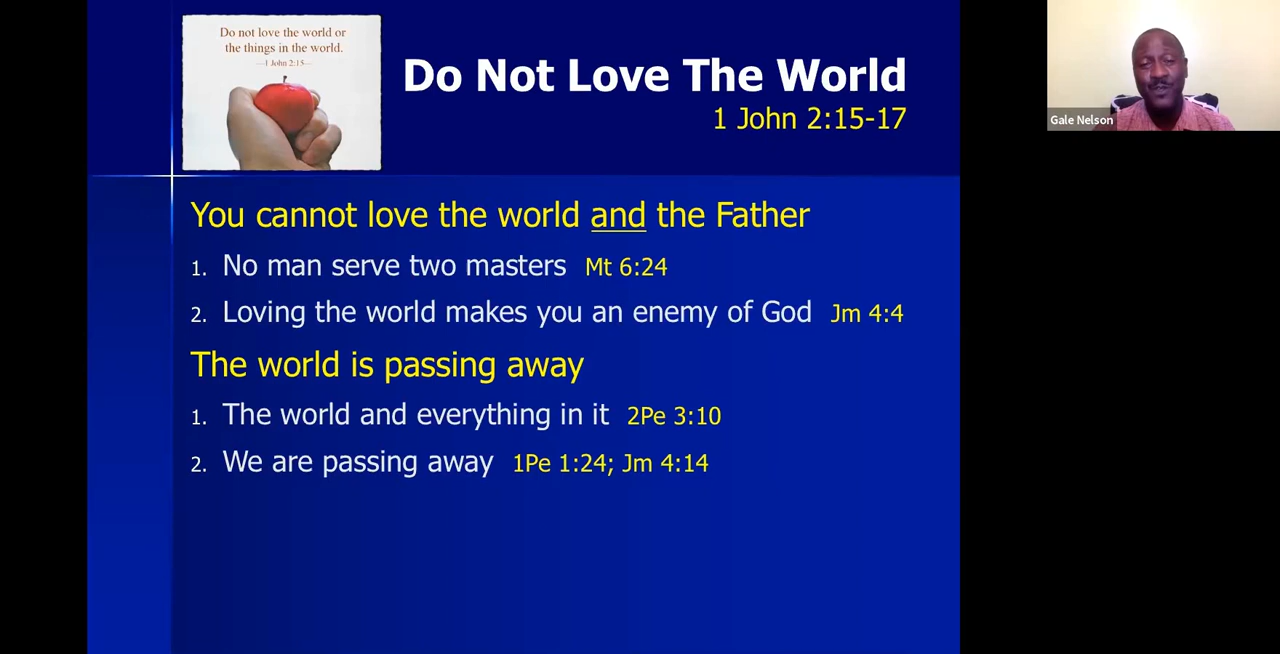 Do not love the world or
the things in the world.
—1 John 2:15—
Do Not Love The World
1 John 2:15-17
Gale Nelson
You cannot love the world and the Father
1. No man serve two masters Mt 6:24
2. Loving the world makes you an enemy of God Jm 4:4
The world is passing away
1. The world and everything in it 2Pe 3:10
2. We are passing away 1Pe 1:24; Jm 4:14